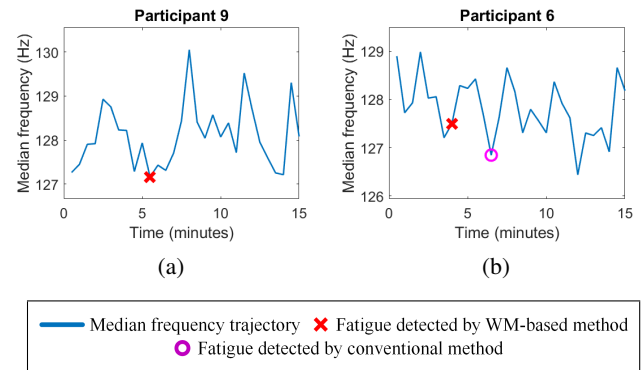 Participant 9
Median frequency (Hz)
130
129
128
127
0 5 10 15
Time (minutes)
(a)
Participant 6
Median frequency (Hz)
129
128
127
126
0 5 10 15
Time (minutes)
(b)
Median frequency trajectory Fatigue detected by WM-based method
Fatigue detected by conventional method